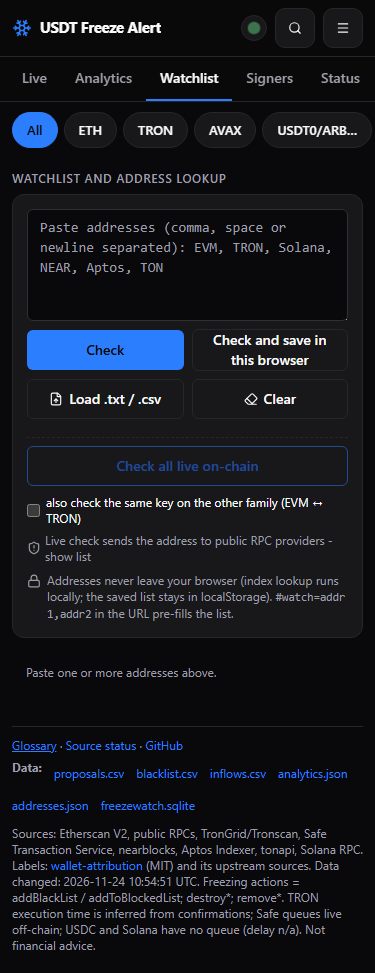 USDT Freeze Alert
Live Analytics Watchlist Signers Status
All ETH TRON AVAX USDT0/ARB...
WATCHLIST AND ADDRESS LOOKUP
Paste addresses (comma, space or
newline separated): EVM, TRON, Solana,
NEAR, Aptos, TON
Check
Check and save in
this browser
Load .txt / .csv
Clear
Check all live on-chain
also check the same key on the other family (EVM ↔
TRON)
Live check sends the address to public RPC providers -
show list
Addresses never leave your browser (index lookup runs
locally; the saved list stays in localStorage). #watch=addr
1,addr2 in the URL pre-fills the list.
Paste one or more addresses above.
Glossary · Source status · GitHub
Data: proposals.csv blacklist.csv inflows.csv analytics.json
addresses.json freezewatch.sqlite
Sources: Etherscan V2, public RPCs, TronGrid/Tronscan, Safe
Transaction Service, nearblocks, Aptos Indexer, tonapi, Solana RPC.
Labels: wallet-attribution (MIT) and its upstream sources. Data
changed: 2026-11-24 10:54:51 UTC. Freezing actions =
addBlackList / addToBlockedList; destroy*; remove*. TRON
execution time is inferred from confirmations; Safe queues live
off-chain; USDC and Solana have no queue (delay n/a). Not
financial advice.